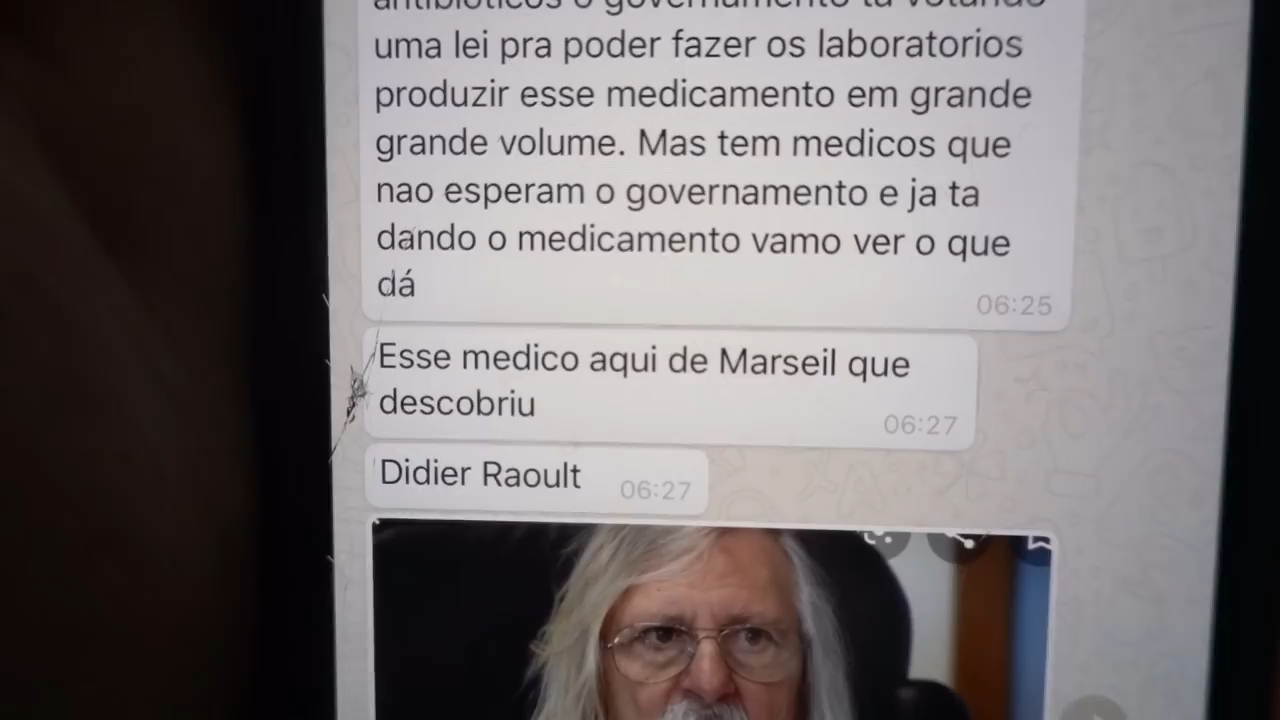 antibioticos o governamento ta votando
uma lei pra poder fazer os laboratorios
produzir esse medicamento em grande
grande volume. Mas tem medicos que
nao esperam o governamento e ja ta
dando o medicamento vamo ver o que
dá
06:25
Esse medico aqui de Marseil que
descobriu
06:27
Didier Raoult
06:27